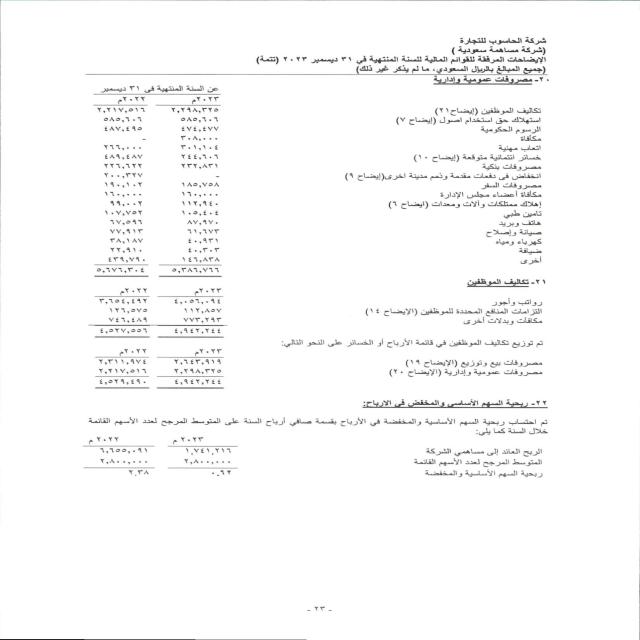 شركة الحاسوب للتجارة
(شركة مساهمة سعودية )
الإيضاحات المرفقة للقوائم المالية للسنة المنتهية في ٣١ ديسمبر ٢٠٢٣ (تتمة)
(جميع المبالغ بالريال السعودي، ما لم يذكر غير ذلك)
٢٠- مصروفات عمومية وإدارية
عن السنة المنتهية في ٣١ ديسمبر
٢٠٢٣م ٢٠٢٢م
تكاليف الموظفين (إيضاح٢١) ٢,٢٩٨,٣٢٥ ٢,٢١٧,٥١٦
استهلاك حق استخدام اصول (إيضاح ٧) ٥٨٥,٦٠٦ ٥٨٥,٦٠٦
الرسوم الحكومية ٤٧٤,٤٧٧ ٤٨٧,٤٩٥
مكافأة ٣٠٨,٠٠٠ -
اتعاب مهنية ٣٠١,١٠٤ ٢٦٦,٠٠٠
خسائر ائتمانية متوقعة (إيضاح ١٠) ٢٤٤,٦٠٦ ٤٨٩,٤٨٧
مصروفات بنكية ٢٣٢,٨٣١ ٢٢٦,٦٢٢
انخفاض في دفعات مقدمة وذمم مدينة اخرى(إيضاح ٩) - ٢٠٠,٣٢٧
مصروفات السفر ١٨٥,٧٥٨ ١٩٠,١٠٢
مكافأة أعضاء مجلس الإدارة ١٦٠,٠٠٠ ١٦٠,٠٠٠
إهلاك ممتلكات وآلات ومعدات (ايضاح ٦) ١١٢,٩٤٠ ٩٩,٠٠٢
تامين طبي ١٠٥,٤٠٤ ١٠٧,٧٥٢
هاتف وبريد ٨٧,٩٧٠ ٦٧,٥٩٦
صيانة وإصلاح ٦١,٦٧٣ ٧٧,٩١٣
كهرباء ومياه ٤٠,٩٣١ ٣٨,١٨٧
ضيافة ٤٠,٣٠٣ ٢٢,٩١٠
أخرى ١٤٦,٨٣٨ ٤٣٩,٧٩٠
٥,٣٨٦,٧٦٦ ٥,٦٧٦,٣٠٤
٢١- تكاليف الموظفين
٢٠٢٣م ٢٠٢٢م
رواتب وأجور ٤,٠٥٦,٠٩٤ ٣,٦٥٤,٤٩٢
التزامات المنافع المحددة للموظفين (الإيضاح ١٤) ١١٢,٨٥٧ ١٢٦,٥٧٥
مكافآت وبدلات أخرى ٧٧٣,٢٩٣ ٧٤٦,٤٨٩
٤,٩٤٢,٢٤٤ ٤,٥٢٧,٥٥٦
تم توزيع تكاليف الموظفين في قائمة الأرباح أو الخسائر على النحو التالي:
٢٠٢٣م ٢٠٢٢م
مصروفات بيع وتوزيع (الإيضاح ١٩) ٢,٦٤٣,٩١٩ ٢,٣١١,٩٧٤
مصروفات عمومية وإدارية (الإيضاح ٢٠) ٢,٢٩٨,٣٢٥ ٢,٢١٧,٥١٦
٤,٩٤٢,٢٤٤ ٤,٥٢٩,٤٩٠
٢٢- ربحية السهم الأساسي والمخفض في الارباح:
تم احتساب ربحية السهم الأساسية والمخفضة في الأرباح بقسمة صافي أرباح السنة على المتوسط المرجح لعدد الأسهم القائمة
خلال السنة كما يلي:
٢٠٢٣ م ٢٠٢٢ م
الربح العائد إلى مساهمي الشركة ١,٧٤١,٢١٦ ٦,٦٥٥,٠٩١
المتوسط المرجح لعدد الأسهم القائمة ٢,٨٠٠,٠٠٠ ٢,٨٠٠,٠٠٠
ربحية السهم الأساسية والمخفضة ٠.٦٢ ٢.٣٨
- ٢٣ -